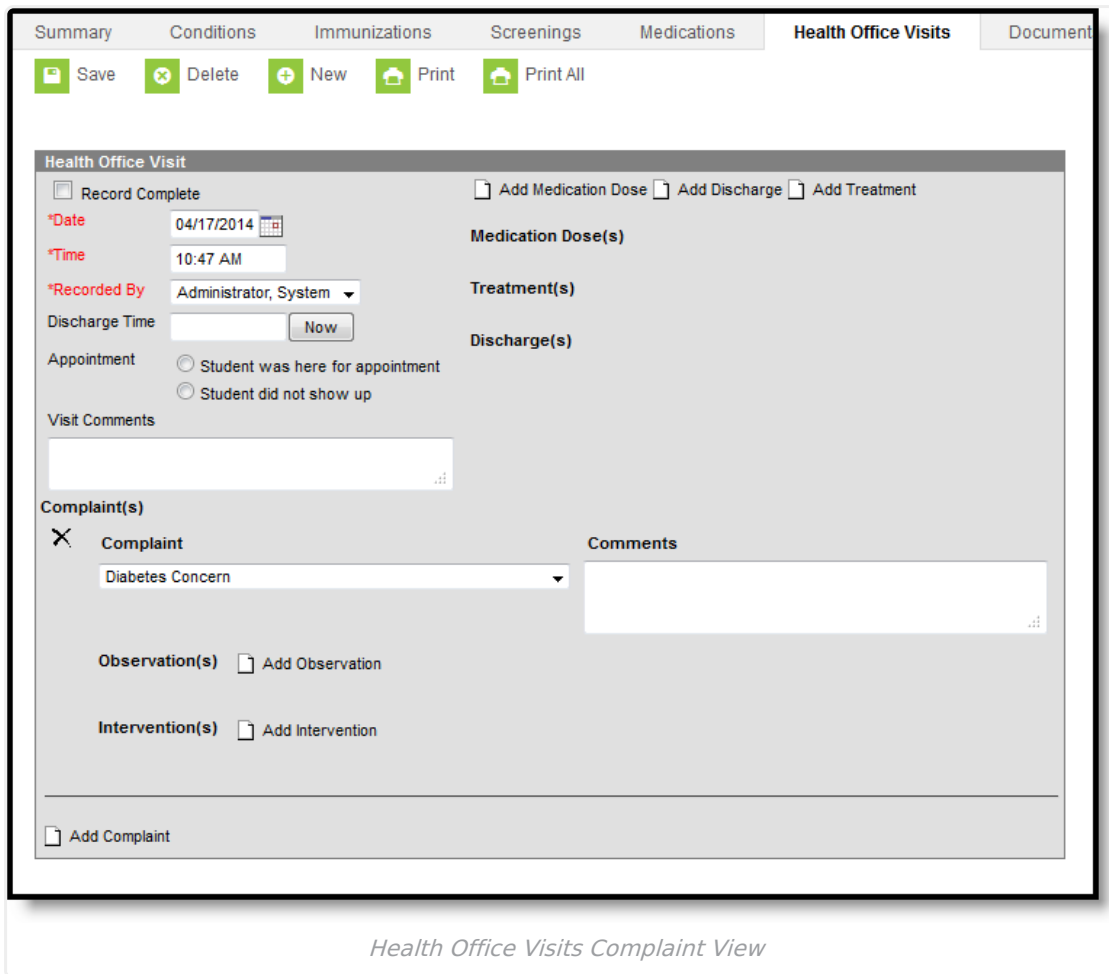 Summary Conditions Immunizations Screenings Medications Health Office Visits Document
Save Delete New Print Print All
Health Office Visit
Record Complete
Add Medication Dose Add Discharge Add Treatment
*Date 04/17/2014
Medication Dose(s)
*Time 10:47 AM
*Recorded By Administrator, System
Treatment(s)
Discharge Time Now
Discharge(s)
Appointment Student was here for appointment
Student did not show up
Visit Comments
Complaint(s)
Complaint Comments
Diabetes Concern
Observation(s) Add Observation
Intervention(s) Add Intervention
Add Complaint
Health Office Visits Complaint View